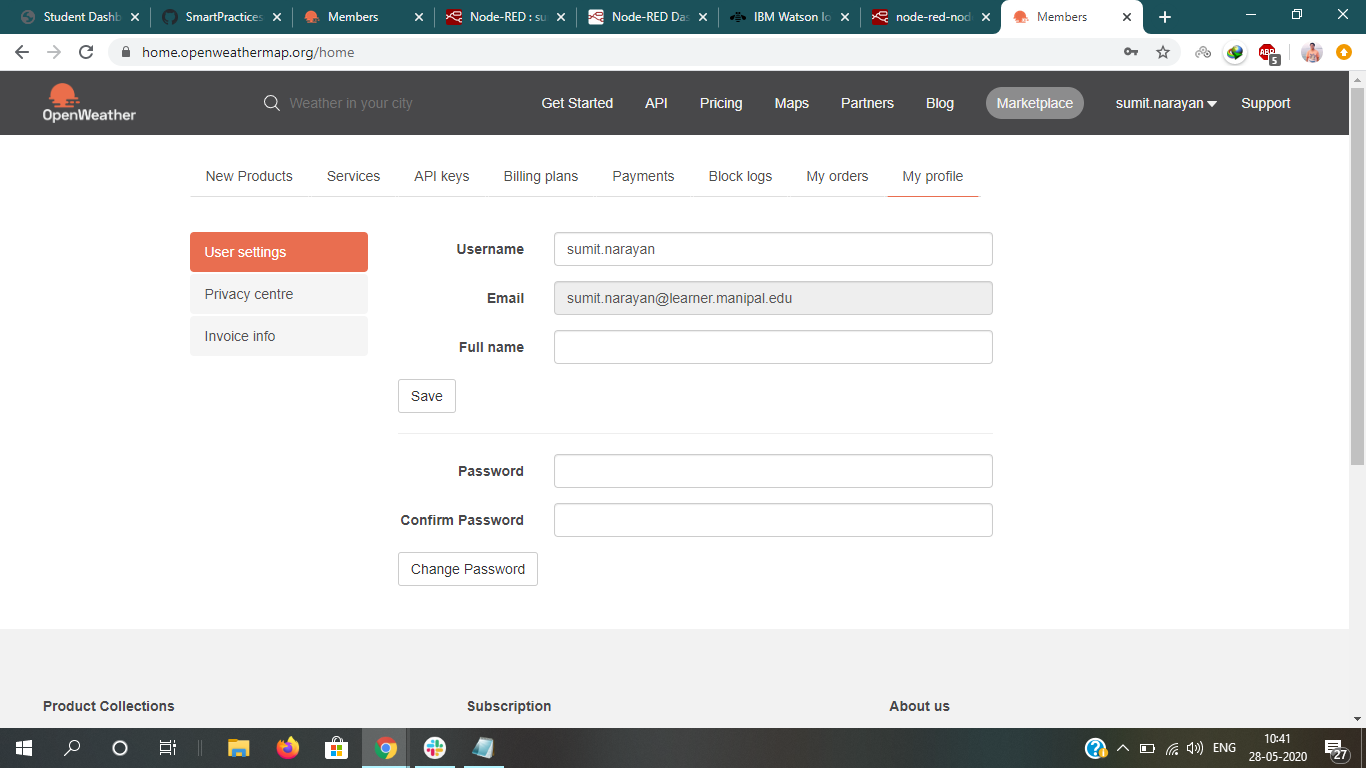 Student Dashb SmartPractices Members Node-RED : su Node-RED Das IBM Watson Io node-red-nod Members
home.openweathermap.org/home
ABP 5
OpenWeather Weather in your city Get Started API Pricing Maps Partners Blog Marketplace sumit.narayan Support
New Products Services API keys Billing plans Payments Block logs My orders My profile
User settings
Privacy centre
Invoice info
Username sumit.narayan
Email sumit.narayan@learner.manipal.edu
Full name
Save
Password
Confirm Password
Change Password
Product Collections Subscription About us
ENG 10:41
28-05-2020 27